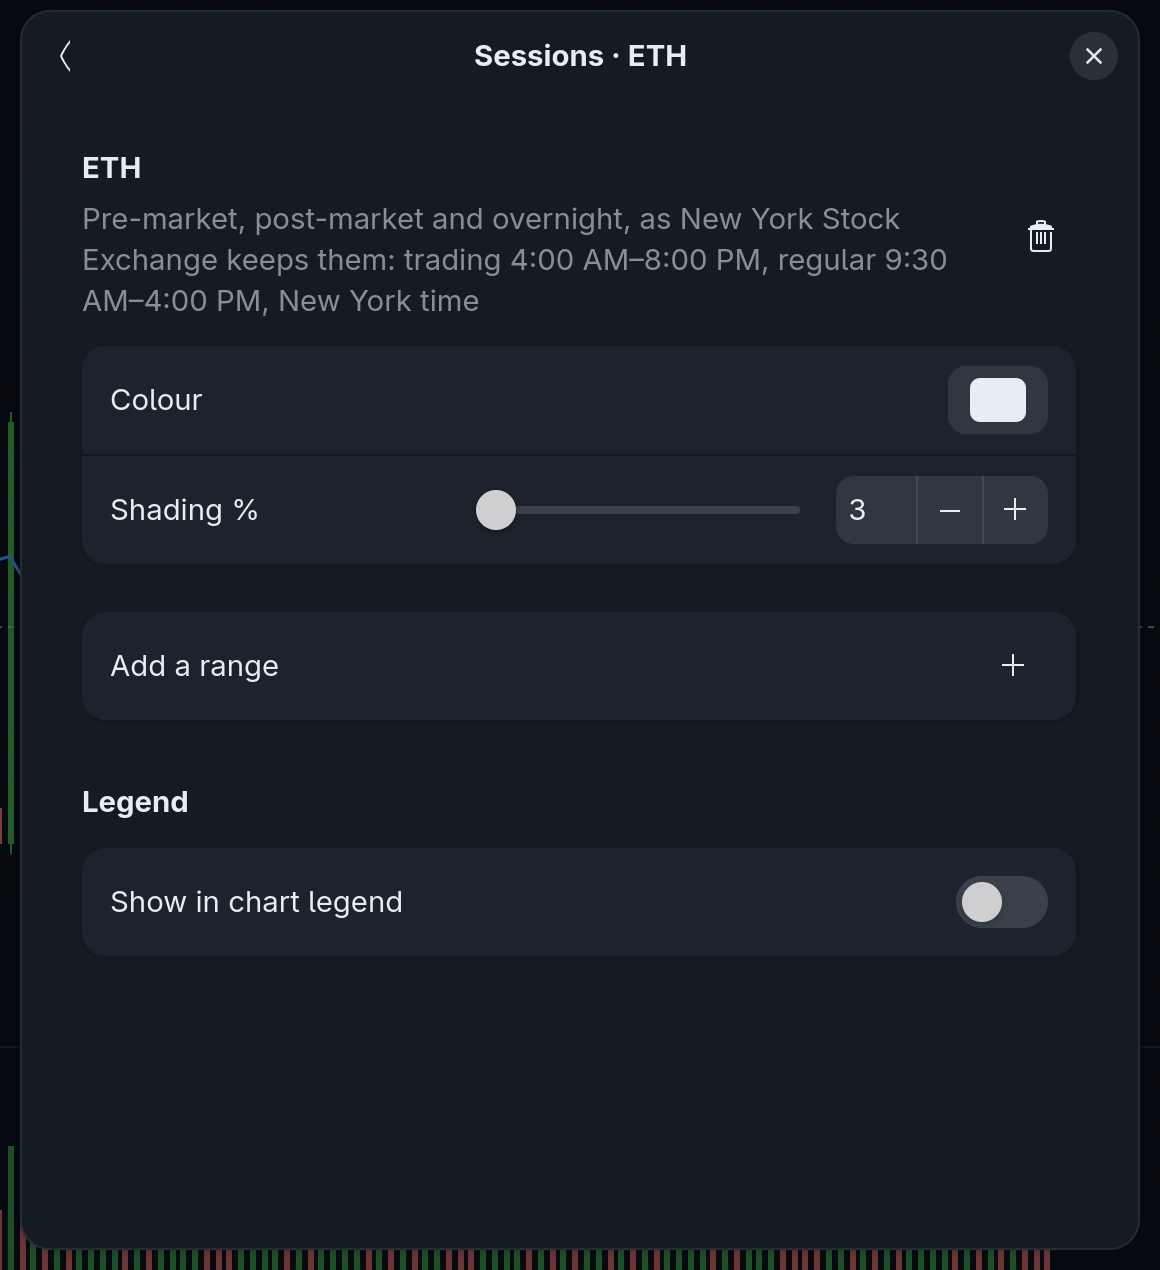 Sessions · ETH
ETH
Pre-market, post-market and overnight, as New York Stock
Exchange keeps them: trading 4:00 AM–8:00 PM, regular 9:30
AM–4:00 PM, New York time
Colour
Shading %
3
Add a range
Legend
Show in chart legend